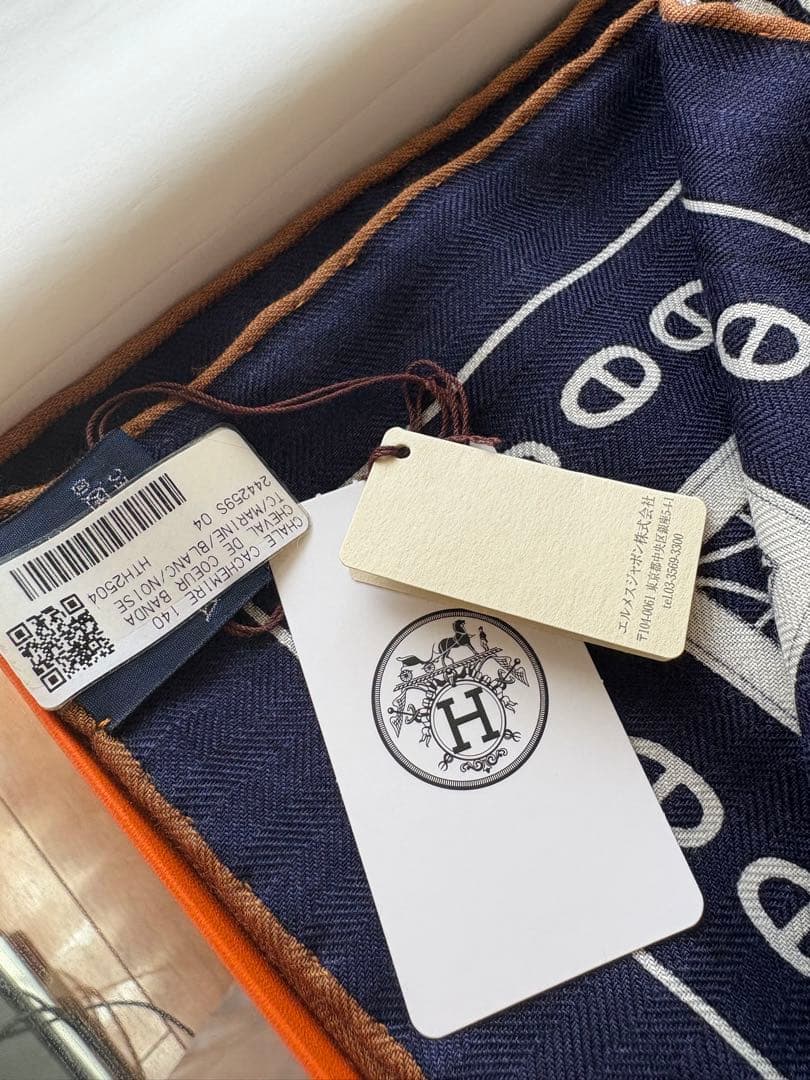 CHALE CACHEMIRE 140
CHEVAL DE COEUR BANDA
TC/MARINE/BLANC/NOISE
244259S 04
HTH2504
エルメスジャポン株式会社
〒104-0061 東京都中央区銀座5-4-1
tel.03-3569-3300
H